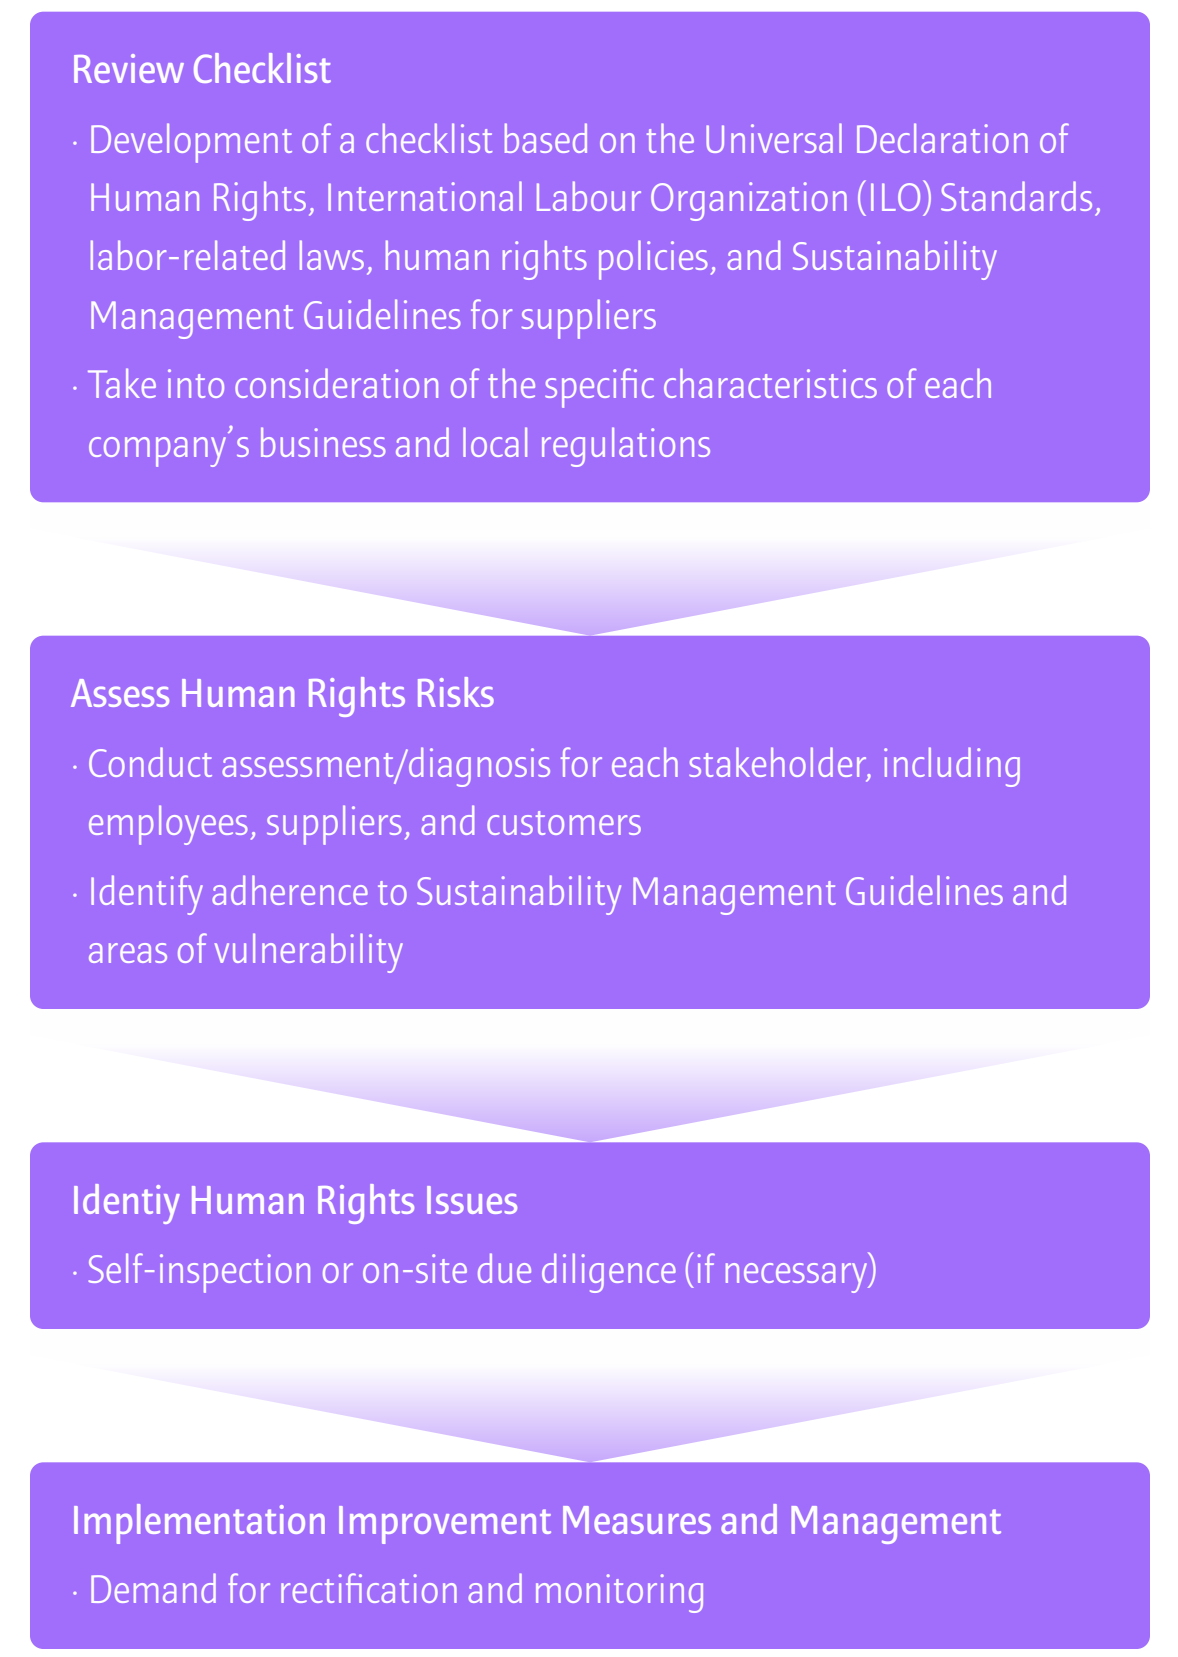 Review Checklist
· Development of a checklist based on the Universal Declaration of
Human Rights, International Labour Organization (ILO) Standards,
labor-related laws, human rights policies, and Sustainability
Management Guidelines for suppliers
· Take into consideration of the specific characteristics of each
company’s business and local regulations
Assess Human Rights Risks
· Conduct assessment/diagnosis for each stakeholder, including
employees, suppliers, and customers
· Identify adherence to Sustainability Management Guidelines and
areas of vulnerability
Identiy Human Rights Issues
· Self-inspection or on-site due diligence (if necessary)
Implementation Improvement Measures and Management
· Demand for rectification and monitoring